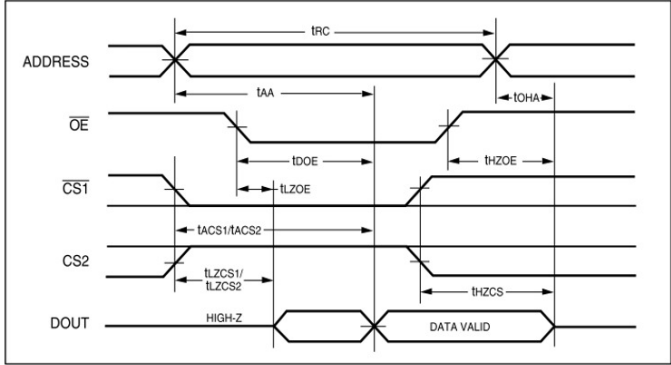 tRC
ADDRESS
tAA
tOHA
OE
tDOE
tHZOE
CS1
tLZOE
tACS1/tACS2
CS2
tLZCS1/
tLZCS2
tHZCS
HIGH-Z
DOUT
DATA VALID